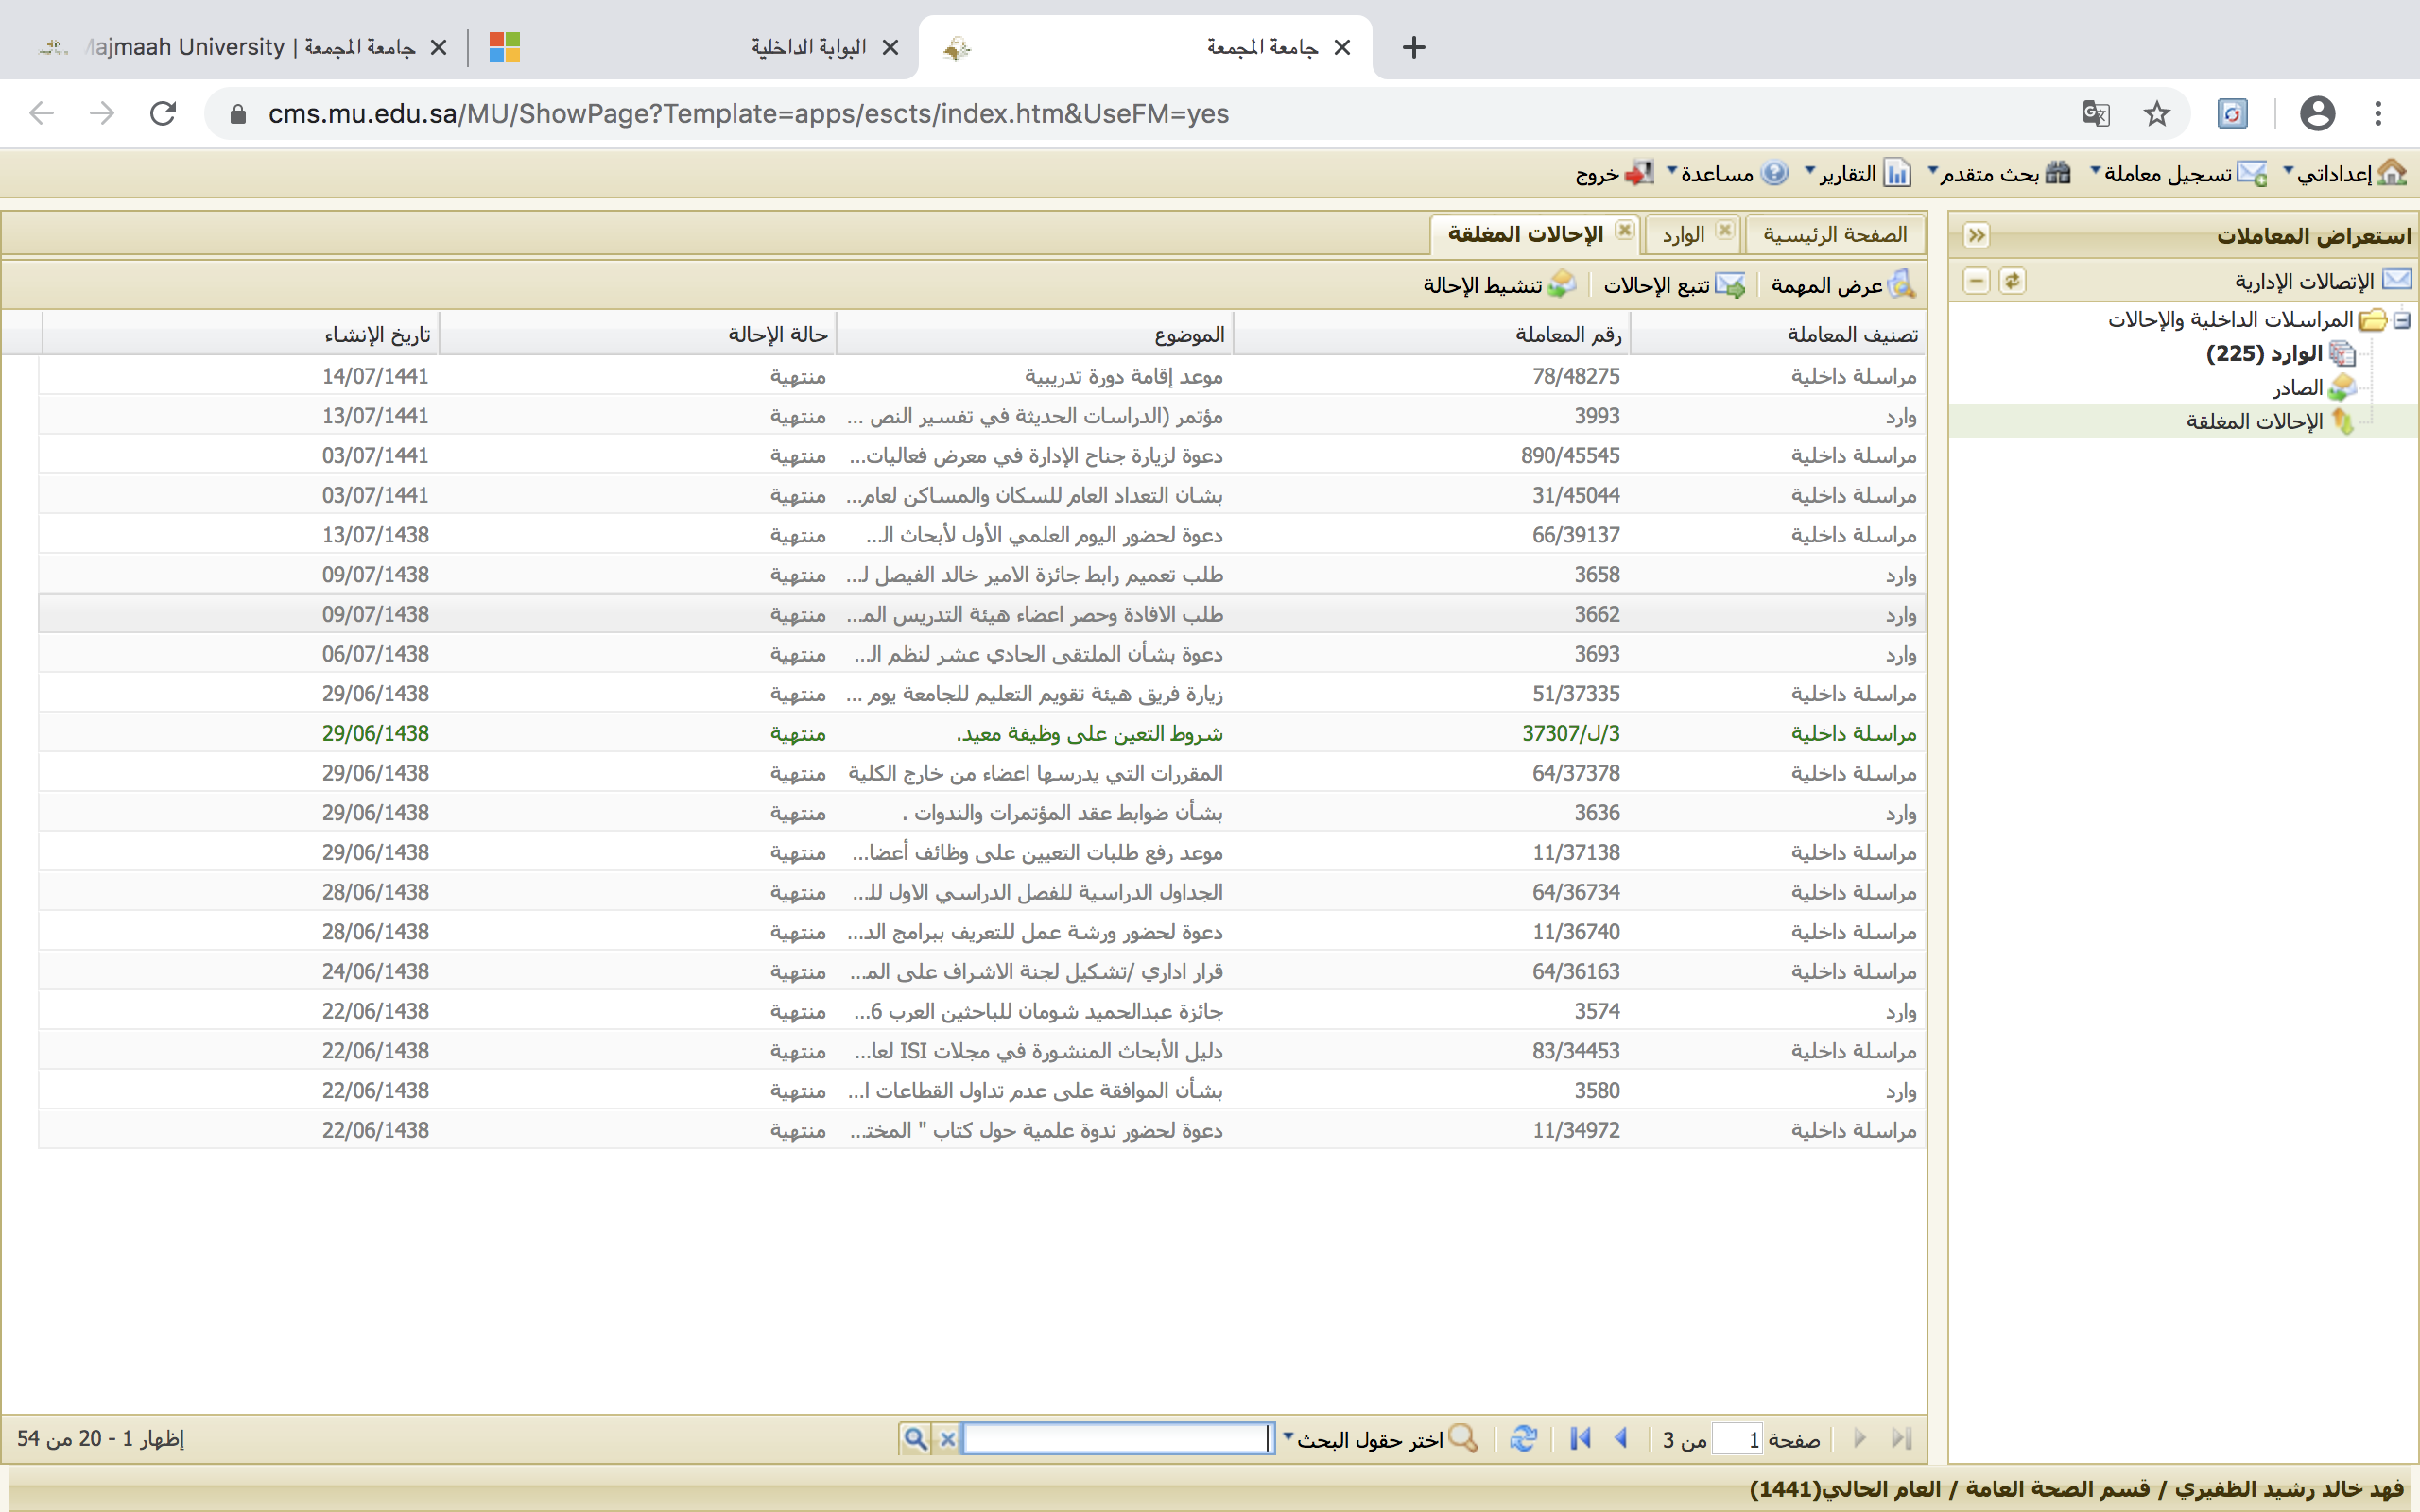 Majmaah University | جامعة المجمعة
البوابة الداخلية
جامعة المجمعة
cms.mu.edu.sa/MU/ShowPage?Template=apps/escts/index.htm&UseFM=yes
إعداداتي تسجيل معاملة بحث متقدم التقارير مساعدة خروج
استعراض المعاملات
الإتصالات الإدارية
المراسلات الداخلية والإحالات
الوارد (225)
الصادر
الإحالات المغلقة
الصفحة الرئيسية الوارد الإحالات المغلقة
عرض المهمة تتبع الإحالات تنشيط الإحالة
تصنيف المعاملة رقم المعاملة الموضوع حالة الإحالة تاريخ الإنشاء
مراسلة داخلية 78/48275 موعد إقامة دورة تدريبية منتهية 14/07/1441
وارد 3993 مؤتمر (الدراسات الحديثة في تفسير النص ... منتهية 13/07/1441
مراسلة داخلية 890/45545 دعوة لزيارة جناح الإدارة في معرض فعاليات... منتهية 03/07/1441
مراسلة داخلية 31/45044 بشان التعداد العام للسكان والمساكن لعام... منتهية 03/07/1441
مراسلة داخلية 66/39137 دعوة لحضور اليوم العلمي الأول لأبحاث الـ... منتهية 13/07/1438
وارد 3658 طلب تعميم رابط جائزة الامير خالد الفيصل لـ... منتهية 09/07/1438
وارد 3662 طلب الافادة وحصر اعضاء هيئة التدريس المـ... منتهية 09/07/1438
وارد 3693 دعوة بشأن الملتقى الحادي عشر لنظم الـ... منتهية 06/07/1438
مراسلة داخلية 51/37335 زيارة فريق هيئة تقويم التعليم للجامعة يوم ... منتهية 29/06/1438
مراسلة داخلية 3/ل/37307 شروط التعين على وظيفة معيد. منتهية 29/06/1438
مراسلة داخلية 64/37378 المقررات التي يدرسها اعضاء من خارج الكلية منتهية 29/06/1438
وارد 3636 بشأن ضوابط عقد المؤتمرات والندوات . منتهية 29/06/1438
مراسلة داخلية 11/37138 موعد رفع طلبات التعيين على وظائف أعضا... منتهية 29/06/1438
مراسلة داخلية 64/36734 الجداول الدراسية للفصل الدراسي الاول للـ... منتهية 28/06/1438
مراسلة داخلية 11/36740 دعوة لحضور ورشة عمل للتعريف ببرامج الد... منتهية 28/06/1438
مراسلة داخلية 64/36163 قرار اداري /تشكيل لجنة الاشراف على المـ... منتهية 24/06/1438
وارد 3574 جائزة عبدالحميد شومان للباحثين العرب 6... منتهية 22/06/1438
مراسلة داخلية 83/34453 دليل الأبحاث المنشورة في مجلات ISI لعا... منتهية 22/06/1438
وارد 3580 بشأن الموافقة على عدم تداول القطاعات ا... منتهية 22/06/1438
مراسلة داخلية 11/34972 دعوة لحضور ندوة علمية حول كتاب " المختـ... منتهية 22/06/1438
صفحة 1 من 3 اختر حقول البحث إظهار 1 - 20 من 54
فهد خالد رشيد الظفيري / قسم الصحة العامة / العام الحالي(1441)